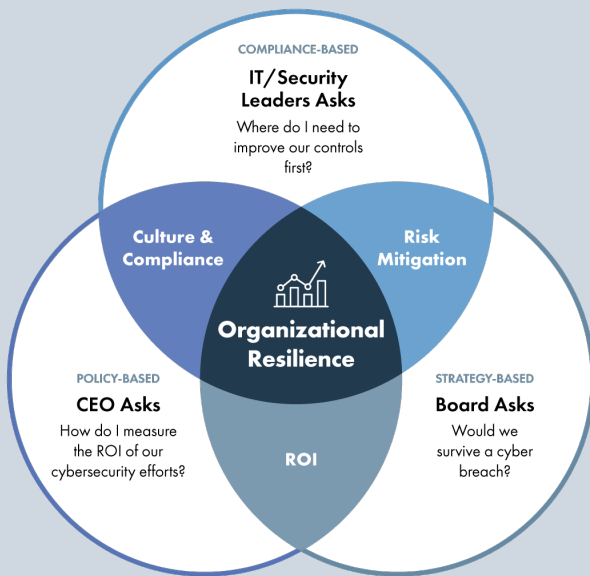 COMPLIANCE-BASED
IT/Security
Leaders Asks
Where do I need to
improve our controls
first?
Culture &
Compliance
Risk
Mitigation
Organizational
Resilience
POLICY-BASED
CEO Asks
How do I measure
the ROI of our
cybersecurity efforts?
STRATEGY-BASED
Board Asks
Would we
survive a cyber
breach?
ROI